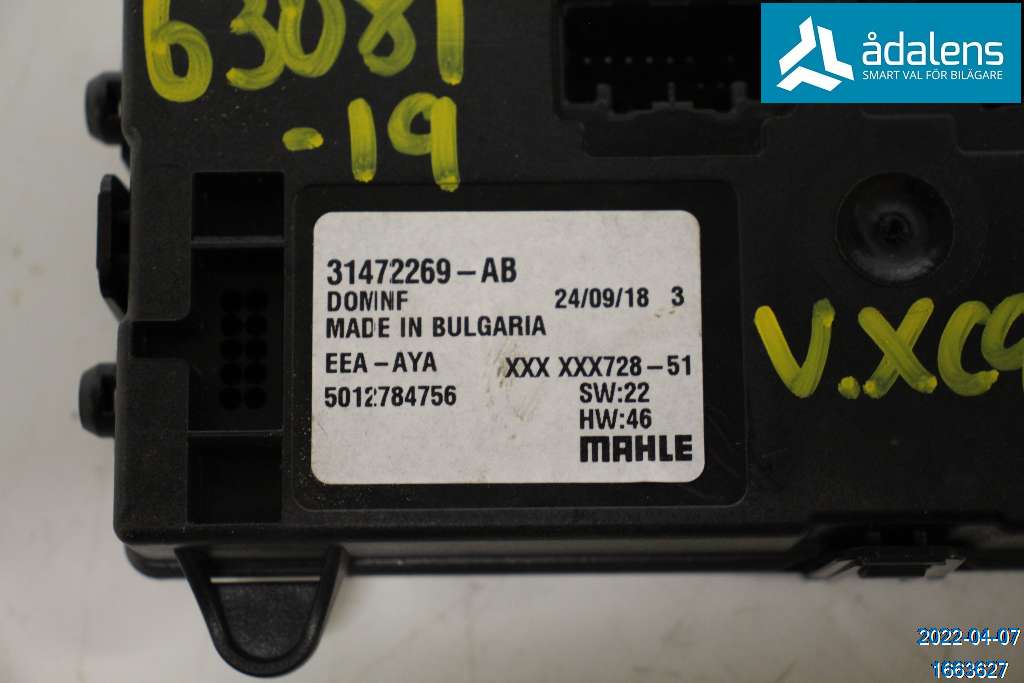 63081
-19
ådalens
SMART VAL FÖR BILÄGARE
31472269-AB
DOMINF 24/09/18 3
MADE IN BULGARIA
EEA-AYA XXX XXX728-51
5012784756 SW:22
HW:46
MAHLE
V.XC9
2022-04-07
1663627